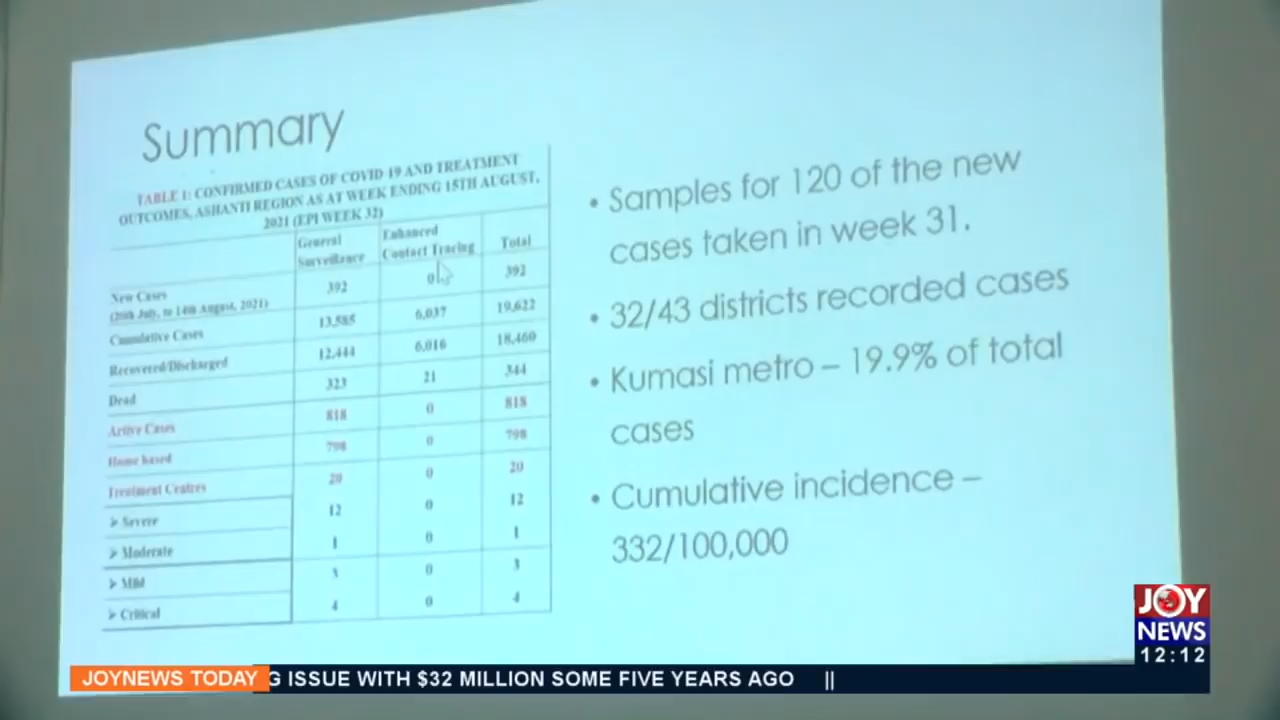 Summary
TABLE 1: CONFIRMED CASES OF COVID 19 AND TREATMENT
OUTCOMES, ASHANTI REGION AS AT WEEK ENDING 15TH AUGUST,
2021 (EPI WEEK 32)
General Surveillance Enhanced Contact Tracing Total
New Cases 392 0 392
to 14th August, 2021)
Cumulative Cases 13,585 6,037 19,622
Recovered/Discharged 12,444 6,016 18,460
Dead 323 21 344
Active Cases 818 0 818
Home based 798 0 798
Treatment Centres 20 0 20
➢ Severe 12 0 12
➢ Moderate 1 0 1
➢ Mild 3 0 3
➢ Critical 4 0 4
• Samples for 120 of the new
cases taken in week 31.
• 32/43 districts recorded cases
• Kumasi metro – 19.9% of total
cases
• Cumulative incidence –
332/100,000
JOY
NEWS
12:12
JOYNEWS TODAY
G ISSUE WITH $32 MILLION SOME FIVE YEARS AGO ||